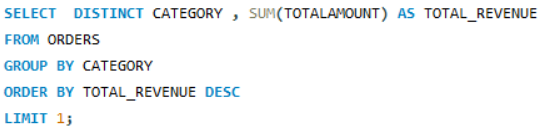 SELECT  DISTINCT CATEGORY , SUM(TOTALAMOUNT) AS TOTAL_REVENUE
FROM ORDERS
GROUP BY CATEGORY
ORDER BY TOTAL_REVENUE DESC
LIMIT 1;